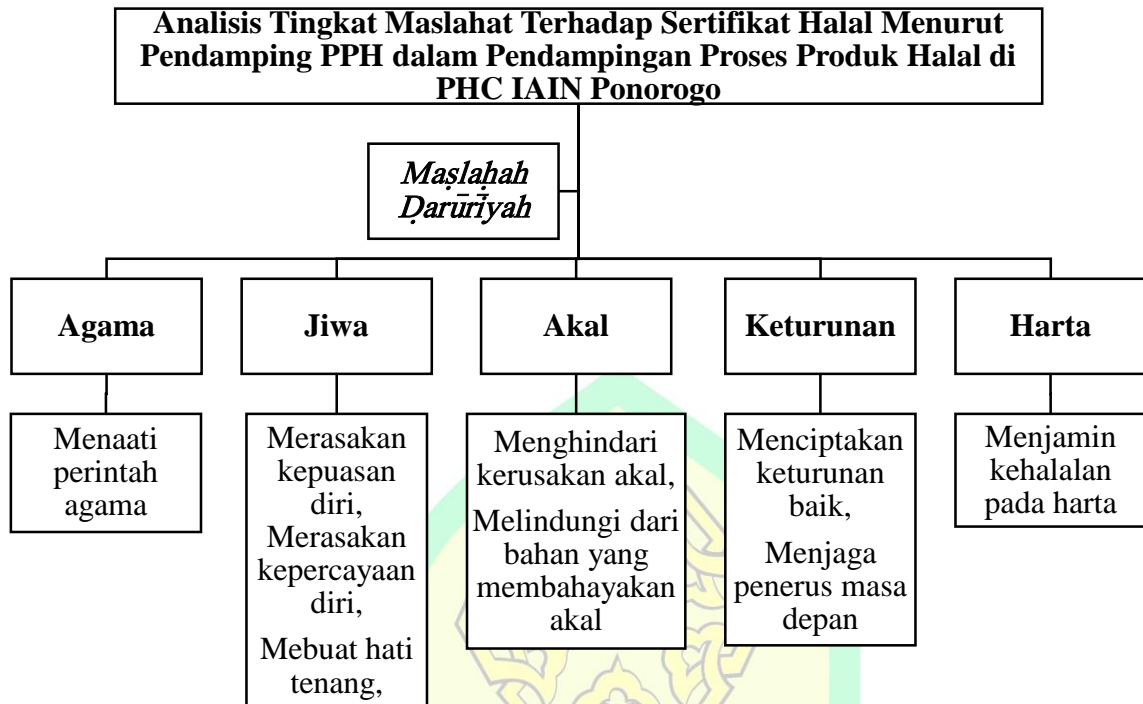 Analisis Tingkat Maslahat Terhadap Sertifikat Halal Menurut
Pendamping PPH dalam Pendampingan Proses Produk Halal di
PHC IAIN Ponorogo
Maṣlaḥah
Ḍarūrīyah
Agama
Jiwa
Akal
Keturunan
Harta
Menaati
perintah
agama
Merasakan
kepuasan
diri,
Merasakan
kepercayaan
diri,
Mebuat hati
tenang,
Menghindari
kerusakan akal,
Melindungi dari
bahan yang
membahayakan
akal
Menciptakan
keturunan
baik,
Menjaga
penerus masa
depan
Menjamin
kehalalan
pada harta